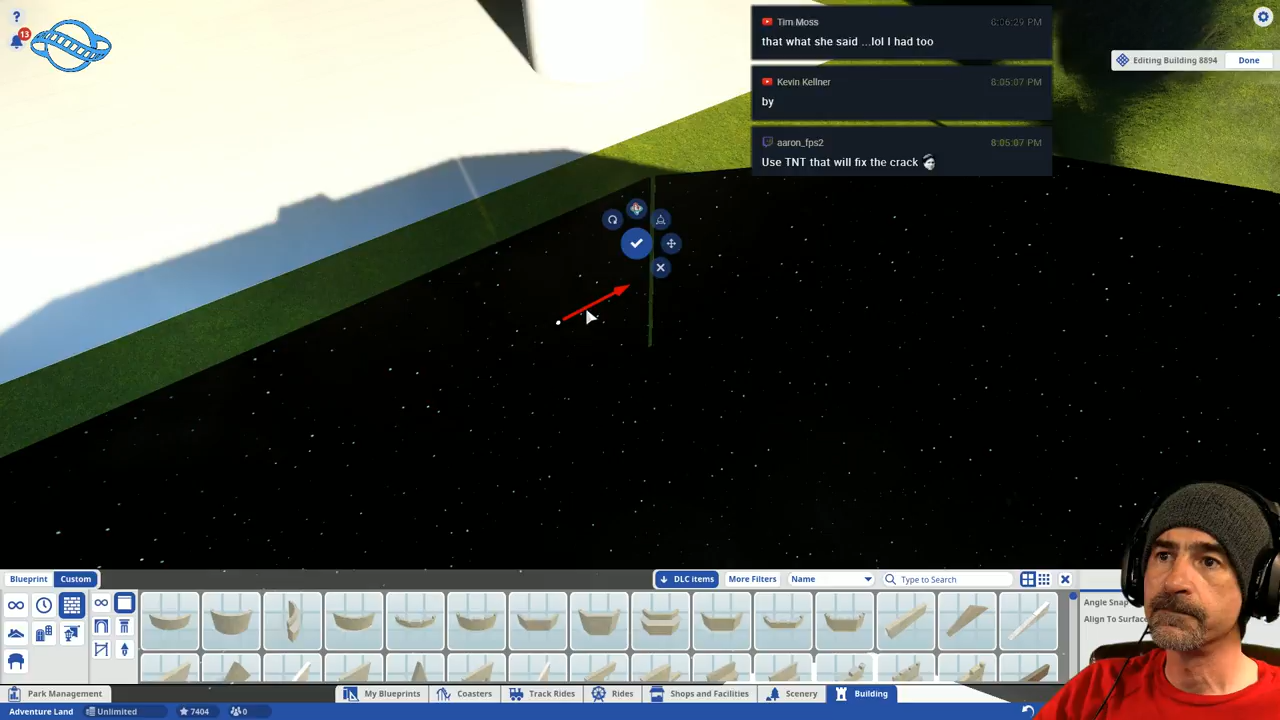 ?
13
Tim Moss
8:06:29 PM
that what she said ...lol I had too
Kevin Kellner
8:05:07 PM
by
aaron_fps2
8:05:07 PM
Use TNT that will fix the crack
Editing Building 8894
Done
Blueprint
Custom
DLC items
More Filters
Name
Type to Search
Angle Snap
Align To Surface
Park Management
My Blueprints
Coasters
Track Rides
Rides
Shops and Facilities
Scenery
Building
Adventure Land
Unlimited
7404
0